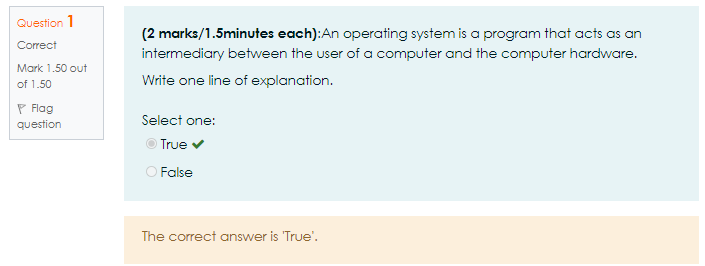 Question 1
Correct
Mark 1.50 out
of 1.50
Flag
question
(2 marks/1.5minutes each):An operating system is a program that acts as an
intermediary between the user of a computer and the computer hardware.
Write one line of explanation.
Select one:
True
False
The correct answer is 'True'.